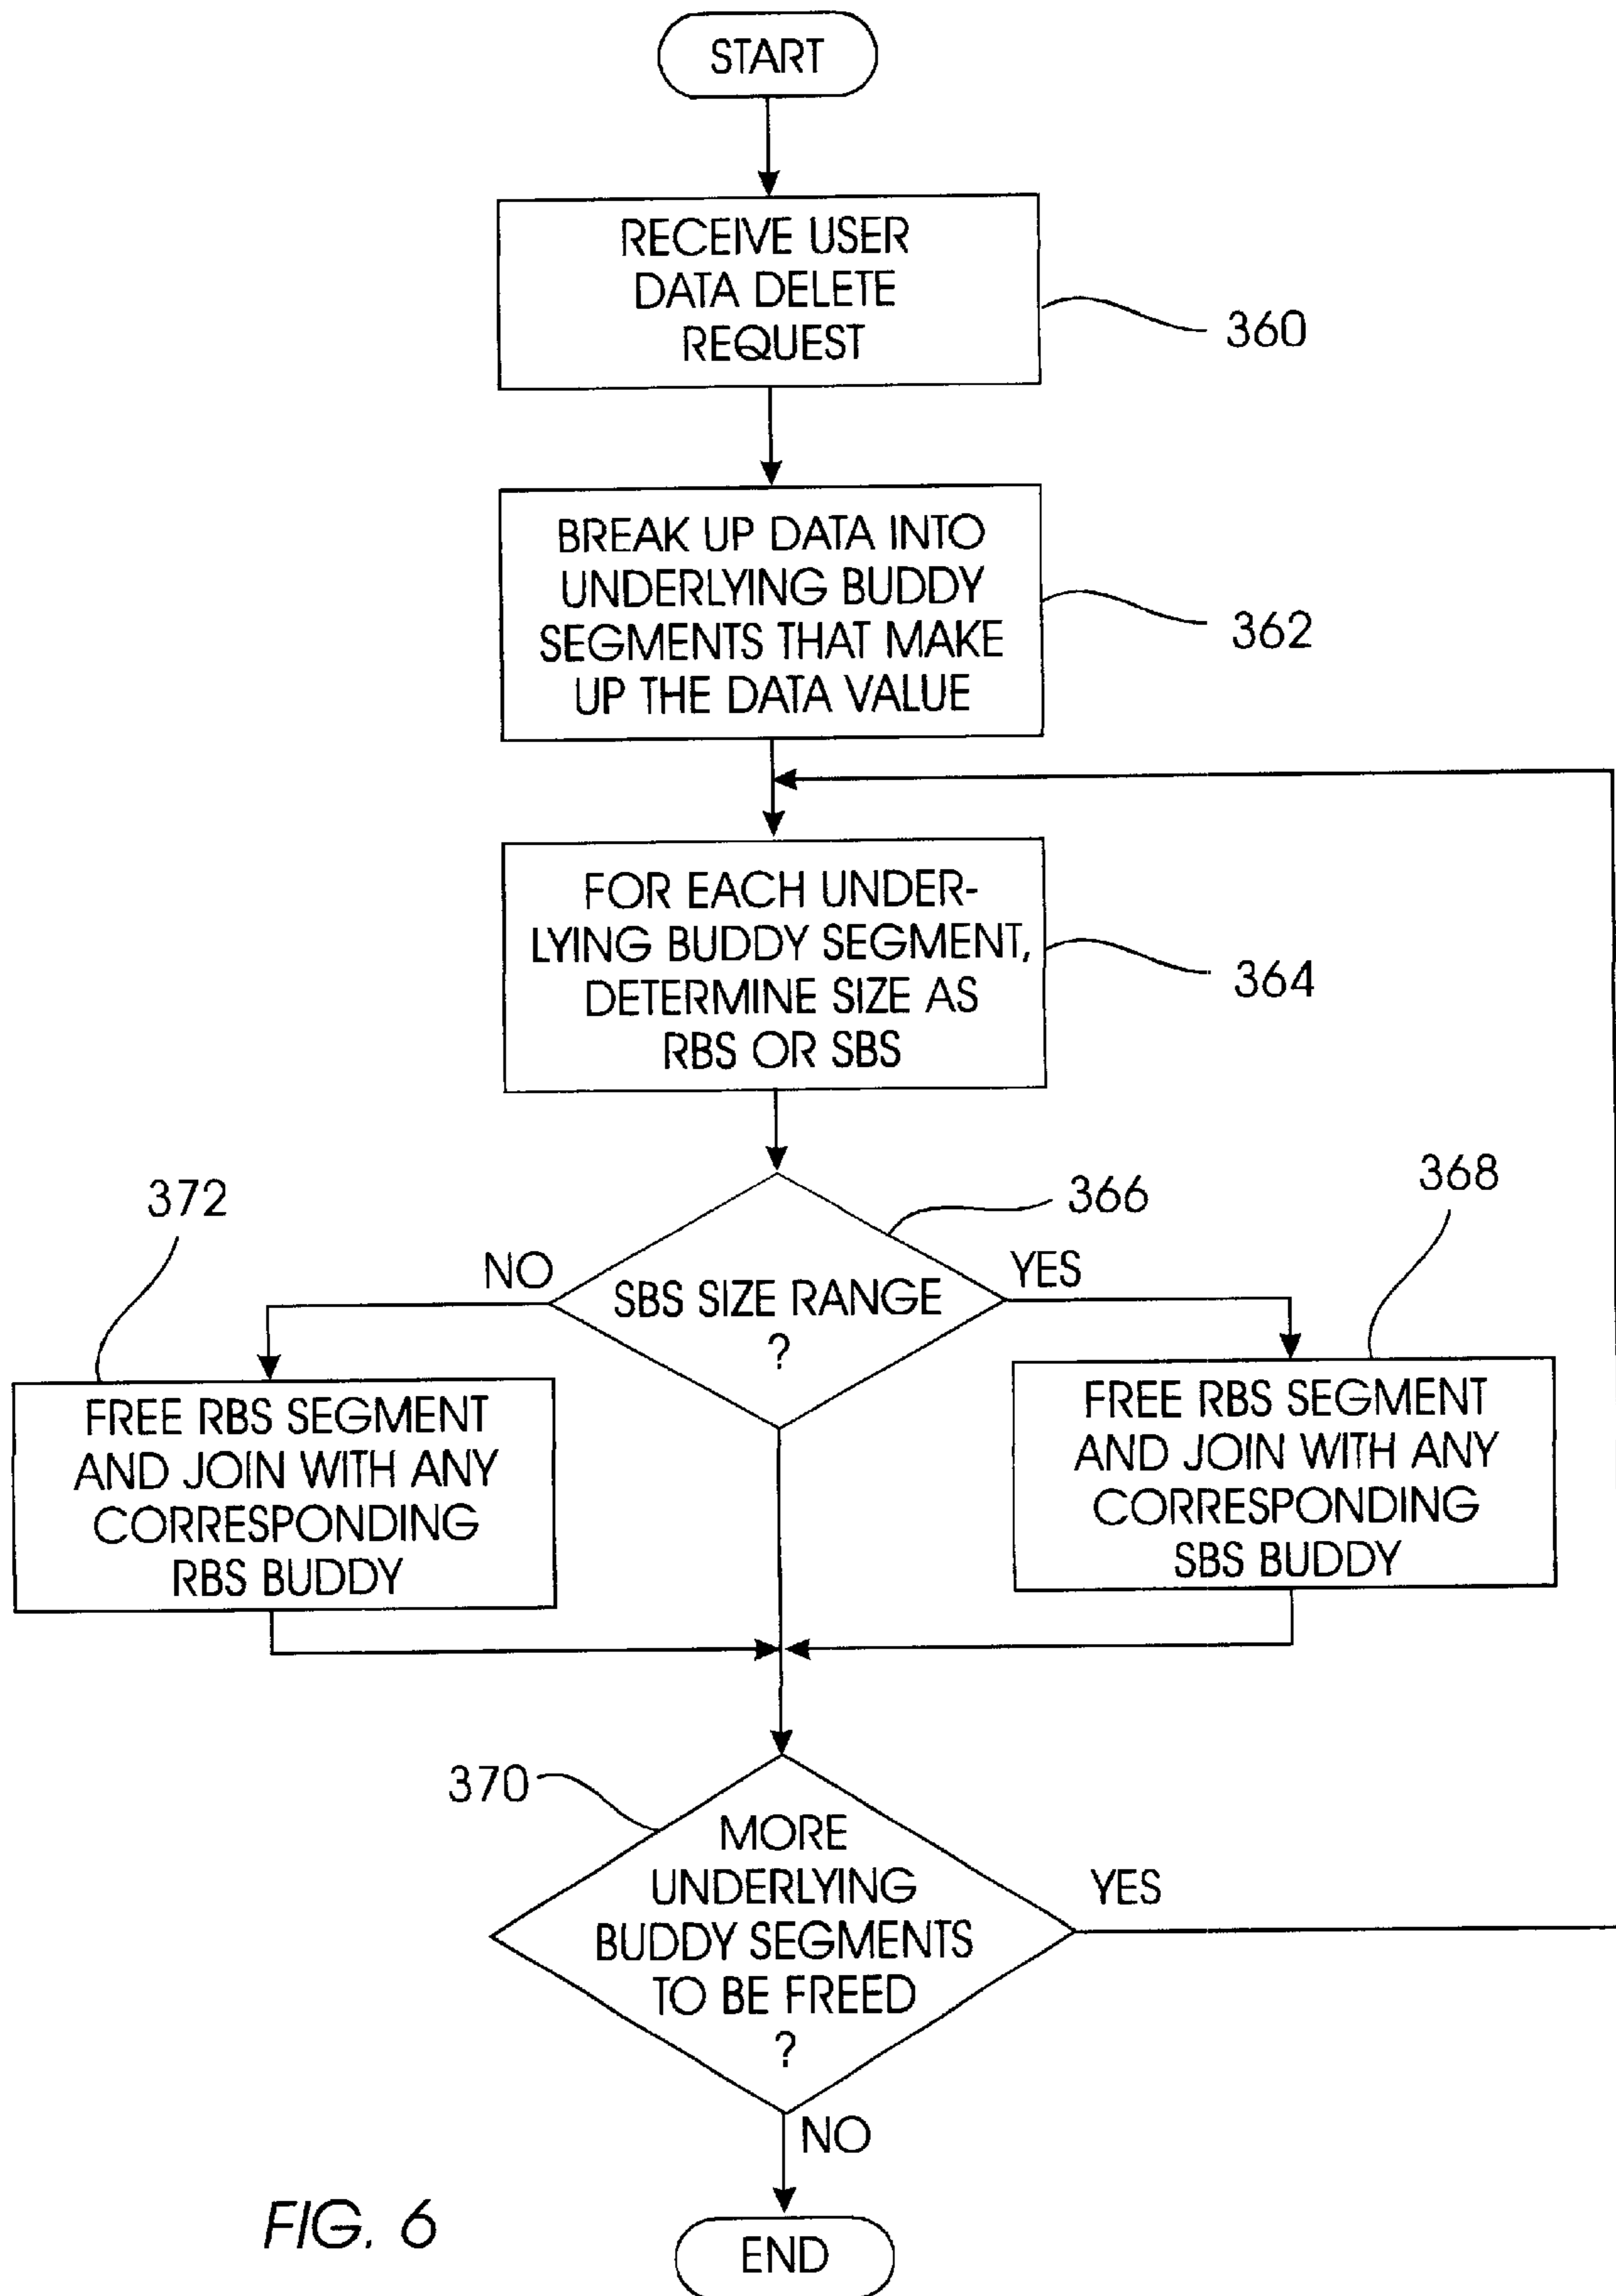 START
RECEIVE USER
DATA DELETE
REQUEST
360
BREAK UP DATA INTO
UNDERLYING BUDDY
SEGMENTS THAT MAKE
UP THE DATA VALUE
362
FOR EACH UNDER-
LYING BUDDY SEGMENT,
DETERMINE SIZE AS
RBS OR SBS
364
372
366
368
NO
YES
SBS SIZE RANGE
?
FREE RBS SEGMENT
AND JOIN WITH ANY
CORRESPONDING
RBS BUDDY
FREE RBS SEGMENT
AND JOIN WITH ANY
CORRESPONDING
SBS BUDDY
370
MORE
UNDERLYING
BUDDY SEGMENTS
TO BE FREED
?
YES
NO
END
FIG. 6